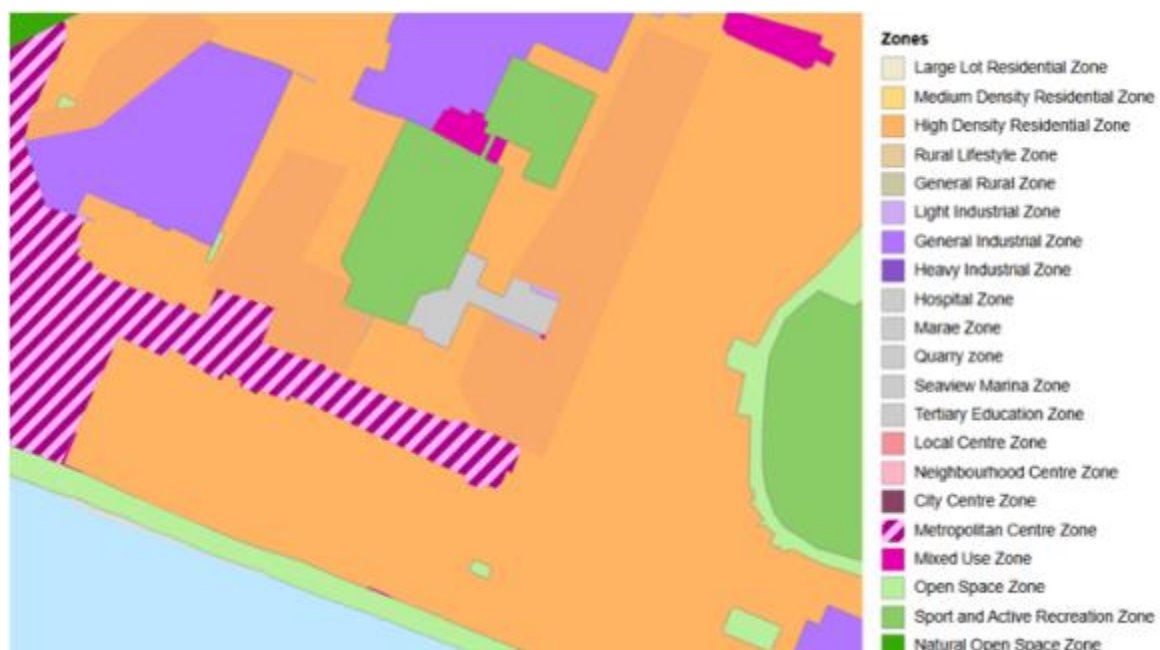 Zones
Large Lot Residential Zone
Medium Density Residential Zone
High Density Residential Zone
Rural Lifestyle Zone
General Rural Zone
Light Industrial Zone
General Industrial Zone
Heavy Industrial Zone
Hospital Zone
Marae Zone
Quarry zone
Seaview Marina Zone
Tertiary Education Zone
Local Centre Zone
Neighbourhood Centre Zone
City Centre Zone
Metropolitan Centre Zone
Mixed Use Zone
Open Space Zone
Sport and Active Recreation Zone
Natural Open Space Zone